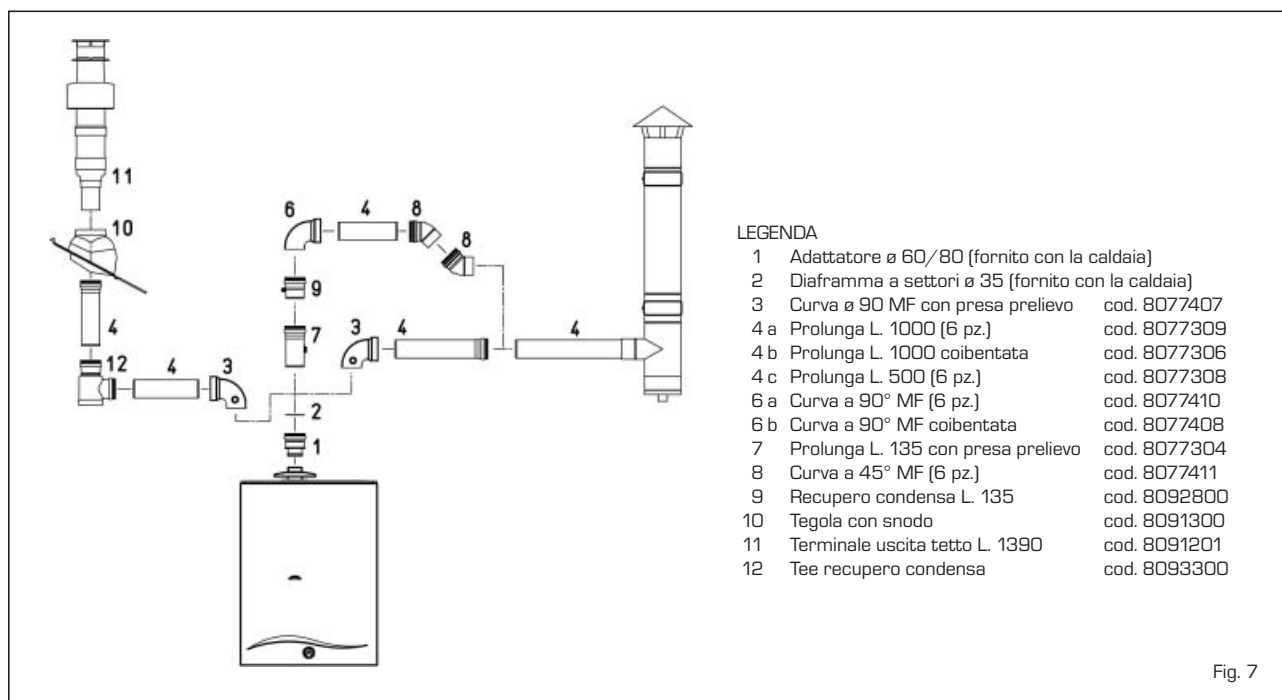 11
10
4
12
4
3
6
4
8
8
9
7
3
4
4
2
1
LEGENDA
1 Adattatore ø 60/80 (fornito con la caldaia)
2 Diaframma a settori ø 35 (fornito con la caldaia)
3 Curva ø 90 MF con presa prelievo cod. 8077407
4 a Prolunga L. 1000 (6 pz.) cod. 8077309
4 b Prolunga L. 1000 coibentata cod. 8077306
4 c Prolunga L. 500 (6 pz.) cod. 8077308
6 a Curva a 90° MF (6 pz.) cod. 8077410
6 b Curva a 90° MF coibentata cod. 8077408
7 Prolunga L. 135 con presa prelievo cod. 8077304
8 Curva a 45° MF (6 pz.) cod. 8077411
9 Recupero condensa L. 135 cod. 8092800
10 Tegola con snodo cod. 8091300
11 Terminale uscita tetto L. 1390 cod. 8091201
12 Tee recupero condensa cod. 8093300
Fig. 7